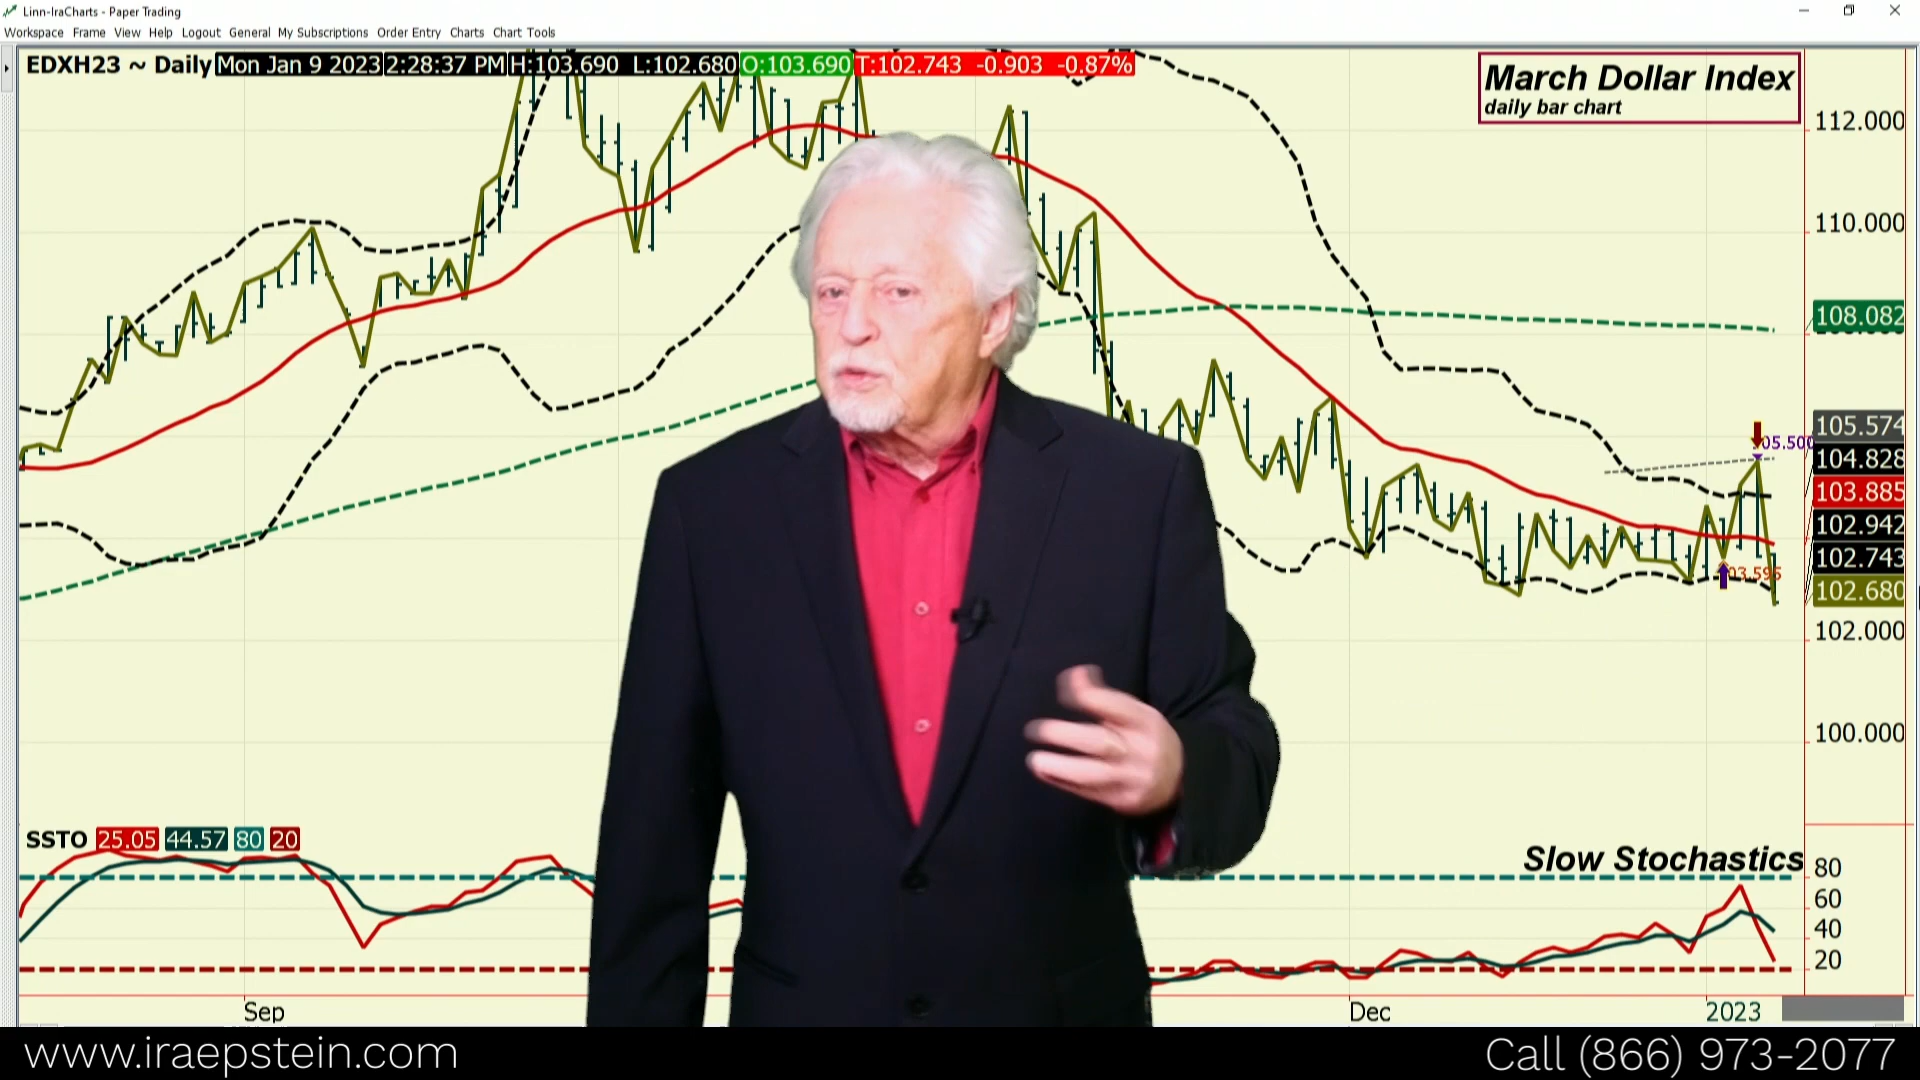 Linn-IraCharts - Paper Trading
Workspace Frame View Help Logout General My Subscriptions Order Entry Charts Chart Tools
EDXH23 ~ Daily Mon Jan 9 2023 2:28:37 PM H:103.690 L:102.680 O:103.690 T:102.743 -0.903 -0.87%
March Dollar Index
daily bar chart
112.000
110.000
108.082
105.574
05.500
104.828
103.885
102.942
102.743
03.595
102.680
102.000
100.000
SSTO 25.05 44.57 80 20
Slow Stochastics
80
60
40
20
Sep
Dec
2023
www.iraepstein.com
Call (866) 973-2077